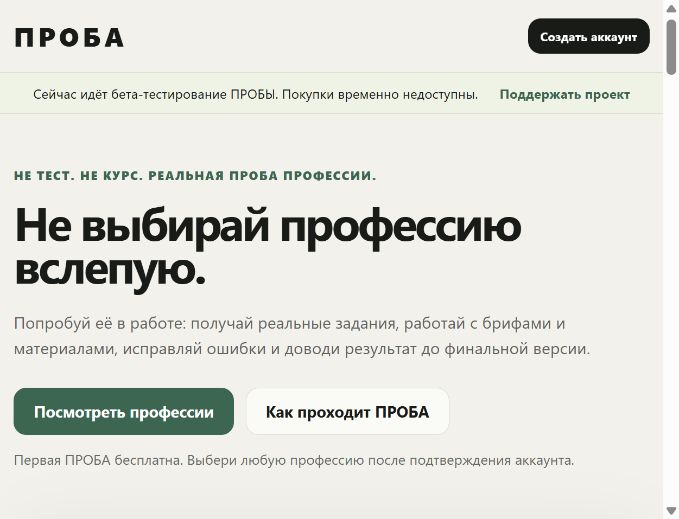 ПРОБА
Создать аккаунт
Сейчас идёт бета-тестирование ПРОБЫ. Покупки временно недоступны. Поддержать проект
НЕ ТЕСТ. НЕ КУРС. РЕАЛЬНАЯ ПРОБА ПРОФЕССИИ.
Не выбирай профессию
вслепую.
Попробуй её в работе: получай реальные задания, работай с брифами и
материалами, исправляй ошибки и доводи результат до финальной версии.
Посмотреть профессии
Как проходит ПРОБА
Первая ПРОБА бесплатна. Выбери любую профессию после подтверждения аккаунта.